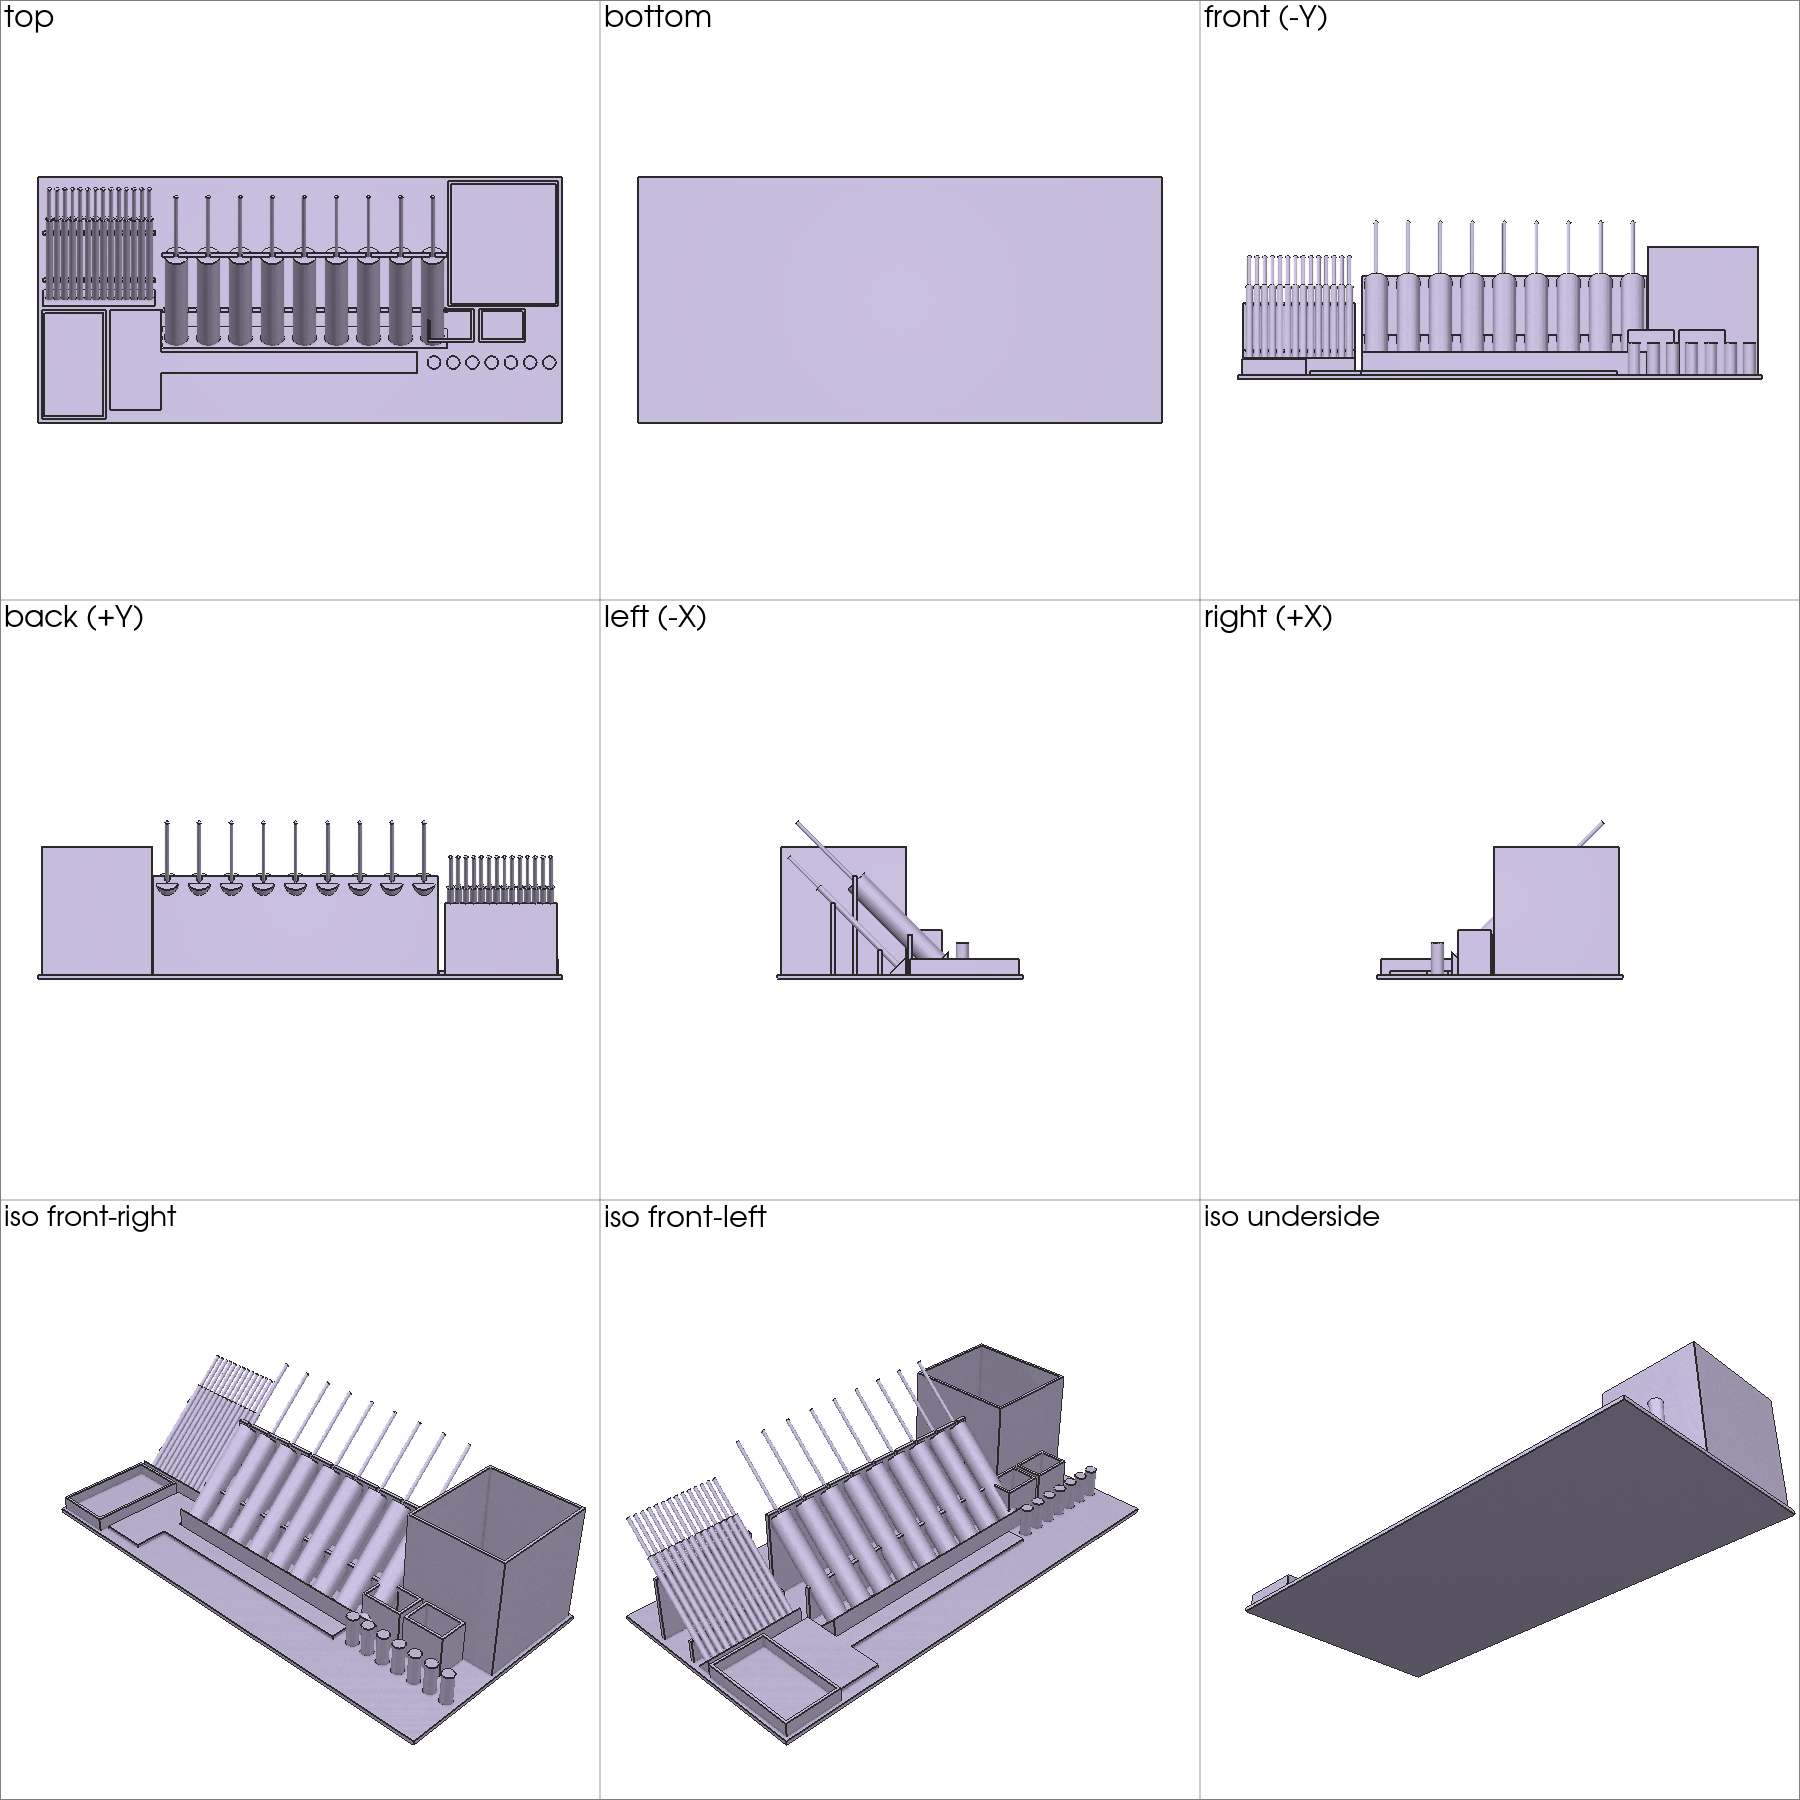 top
bottom
front (-Y)
back (+Y)
left (-X)
right (+X)
iso front-right
iso front-left
iso underside